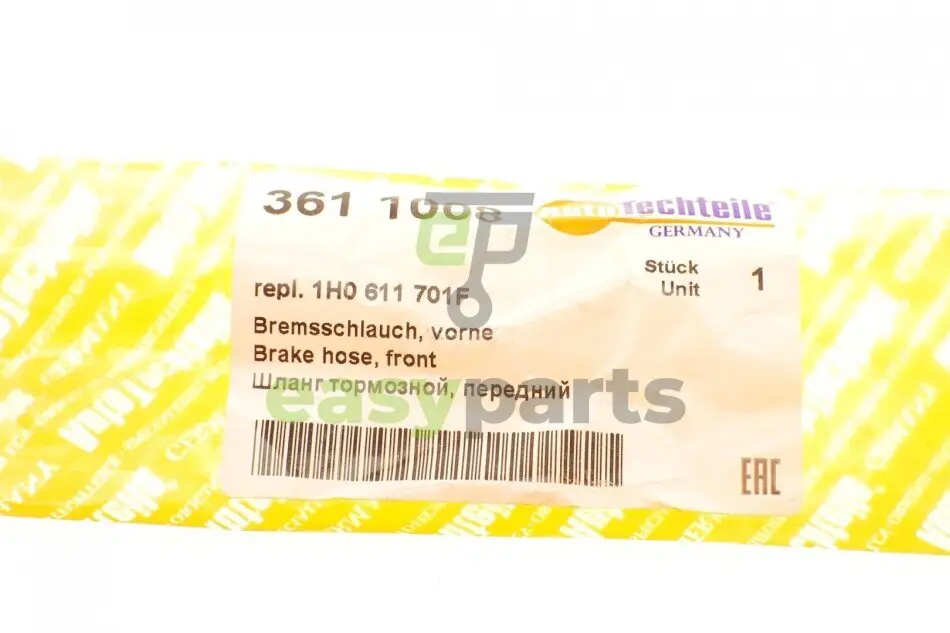 361 1008
autotechteile
GERMANY
Stück 1
Unit
repl. 1H0 611 701F
Bremsschlauch, vorne
Brake hose, front
Шланг тормозной, передний
ep
easyparts
EAC